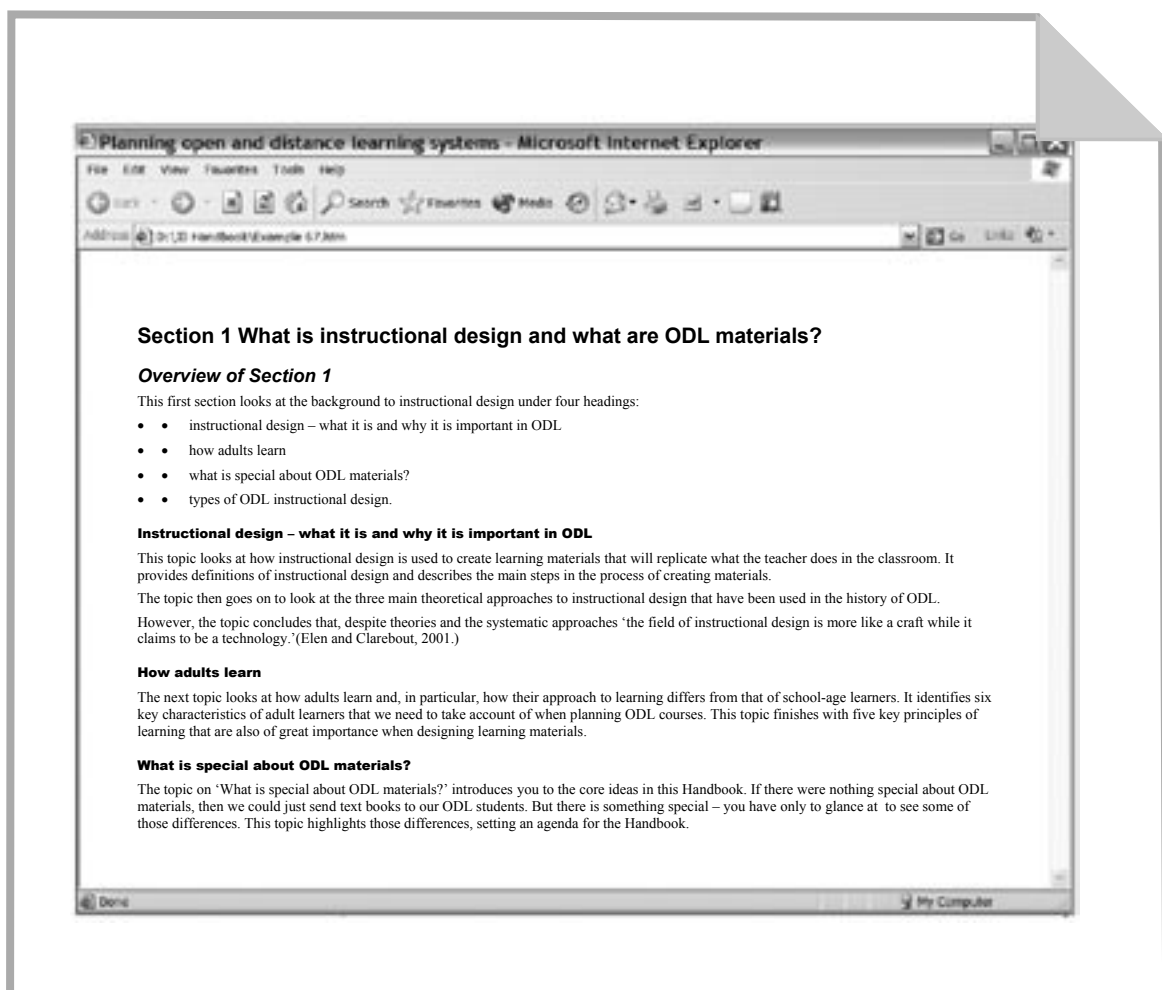 Planning open and distance learning systems - Microsoft Internet Explorer
File Edit View Favorites Tools Help
Search Favorites Media
Address D:\ Handbook\Example 6.7.htm Go Links
Section 1 What is instructional design and what are ODL materials?
Overview of Section 1
This first section looks at the background to instructional design under four headings:
• • instructional design – what it is and why it is important in ODL
• • how adults learn
• • what is special about ODL materials?
• • types of ODL instructional design.
Instructional design – what it is and why it is important in ODL
This topic looks at how instructional design is used to create learning materials that will replicate what the teacher does in the classroom. It
provides definitions of instructional design and describes the main steps in the process of creating materials.
The topic then goes on to look at the three main theoretical approaches to instructional design that have been used in the history of ODL.
However, the topic concludes that, despite theories and the systematic approaches ‘the field of instructional design is more like a craft while it
claims to be a technology.’(Elen and Clarebout, 2001.)
How adults learn
The next topic looks at how adults learn and, in particular, how their approach to learning differs from that of school-age learners. It identifies six
key characteristics of adult learners that we need to take account of when planning ODL courses. This topic finishes with five key principles of
learning that are also of great importance when designing learning materials.
What is special about ODL materials?
The topic on ‘What is special about ODL materials?’ introduces you to the core ideas in this Handbook. If there were nothing special about ODL
materials, then we could just send text books to our ODL students. But there is something special – you have only to glance at  to see some of
those differences. This topic highlights those differences, setting an agenda for the Handbook.
Done My Computer